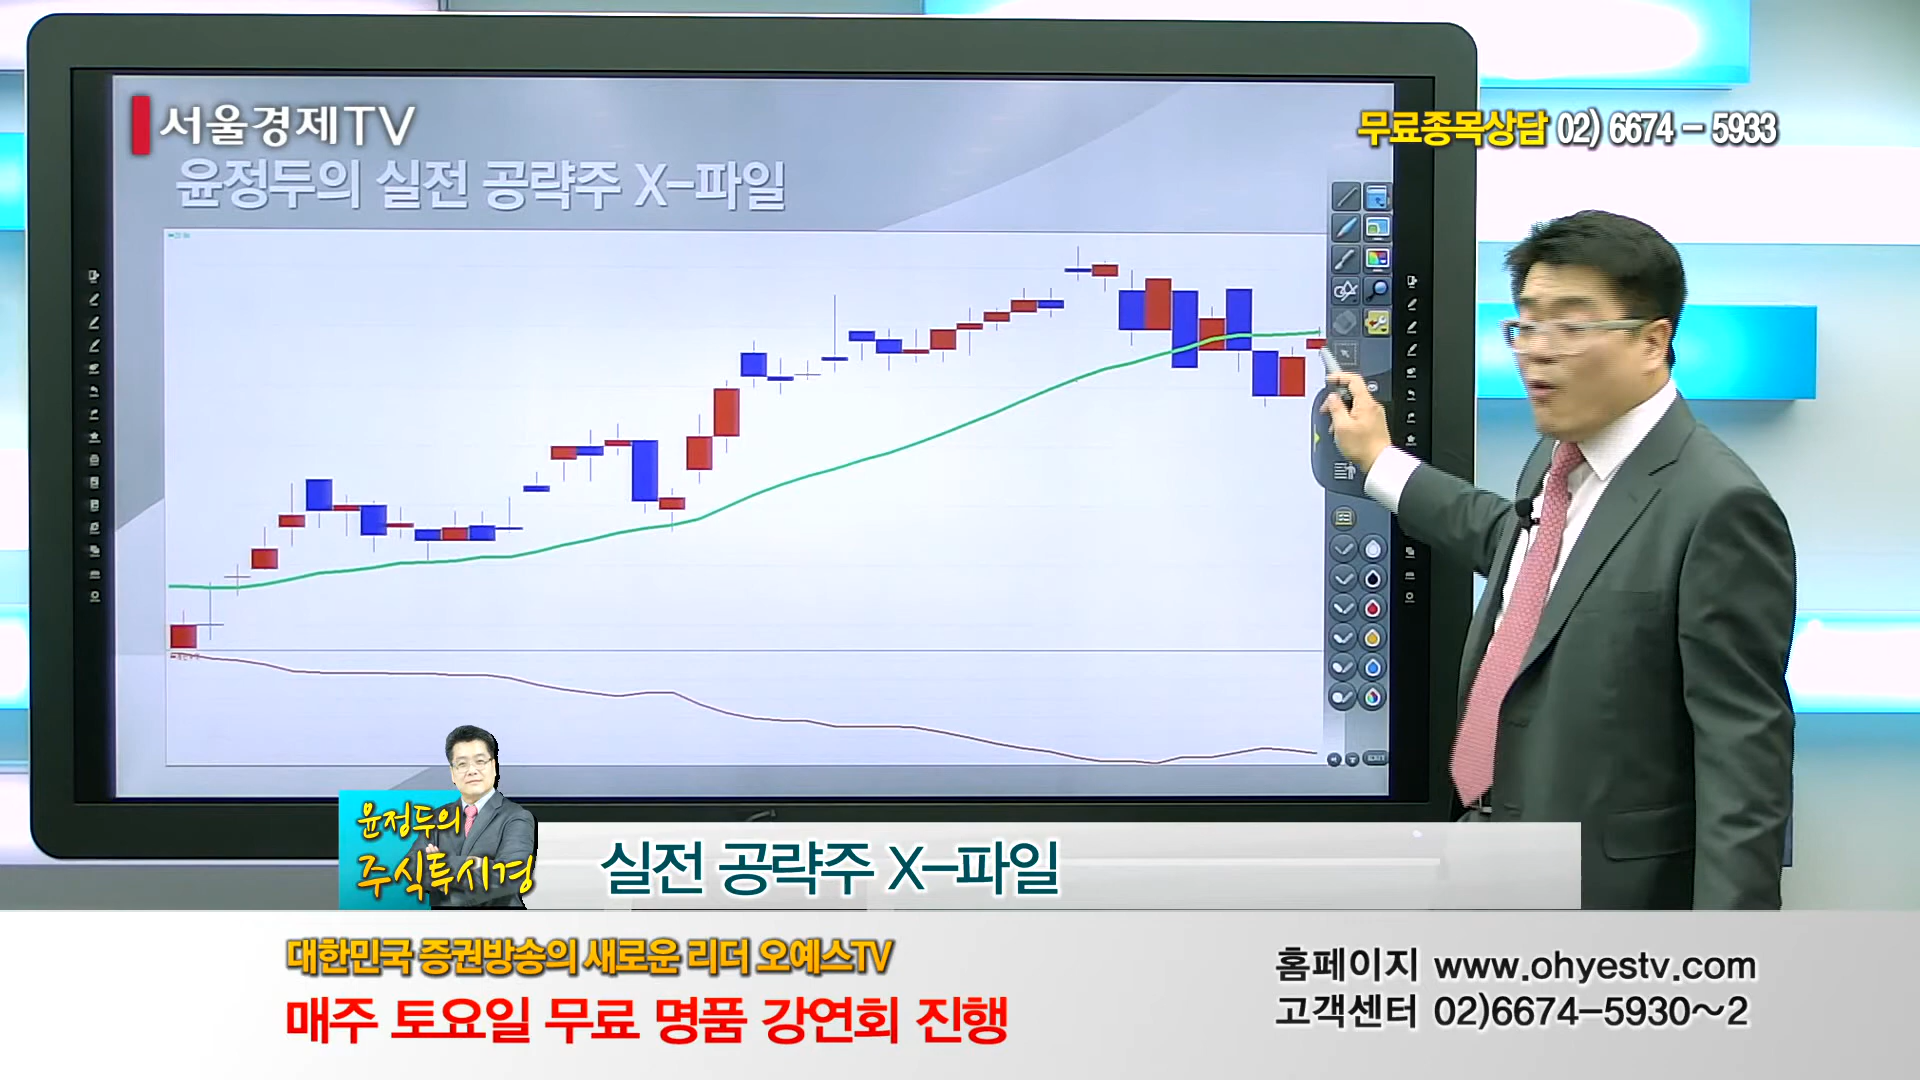 서울경제TV
무료종목상담 02) 6674 - 5933
윤정두의 실전 공략주 X-파일
EXIT
윤정두의
주식투시경
실전 공략주 X-파일
대한민국 증권방송의 새로운 리더 오예스TV
매주 토요일 무료 명품 강연회 진행
홈페이지 www.ohyestv.com
고객센터 02)6674-5930~2